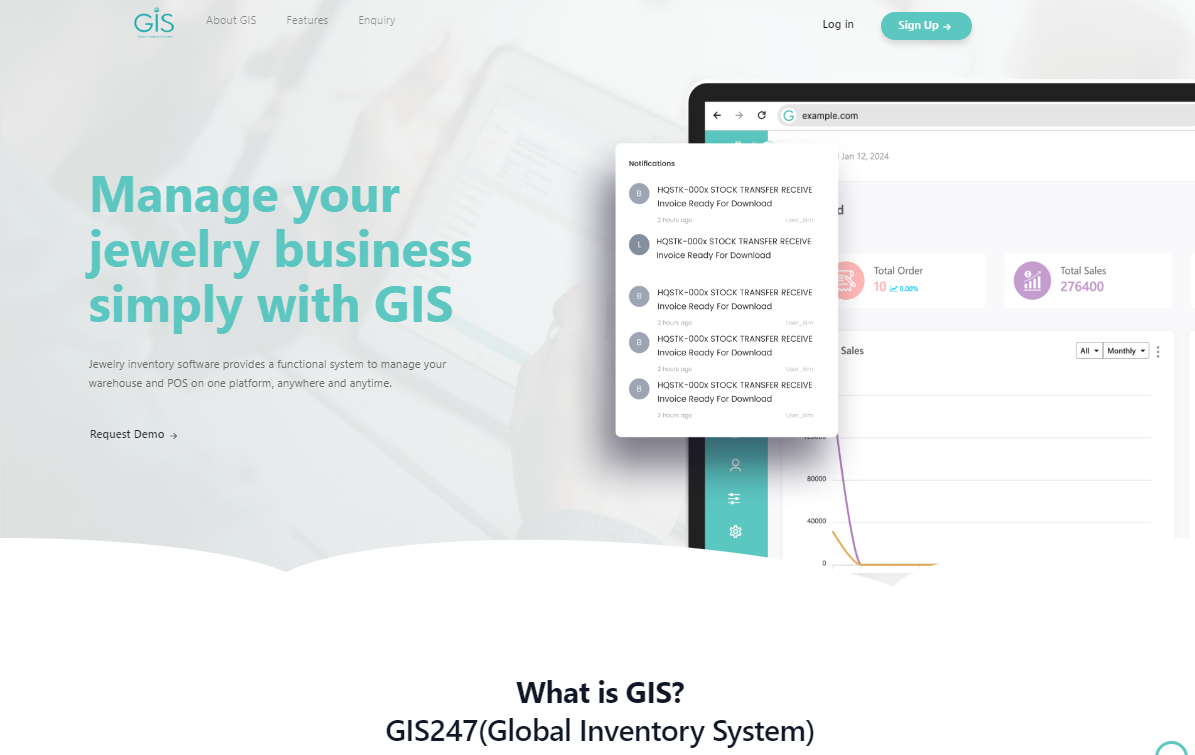 GIS
About GIS
Features
Enquiry
Log in
Sign Up →
Manage your
jewelry business
simply with GIS
Jewelry inventory software provides a functional system to manage your
warehouse and POS on one platform, anywhere and anytime.
Request Demo →
example.com
Jan 12, 2024
Notifications
B
HQSTK-000x STOCK TRANSFER RECEIVE
Invoice Ready For Download
2 hours ago
User_kim
L
HQSTK-000x STOCK TRANSFER RECEIVE
Invoice Ready For Download
B
HQSTK-000x STOCK TRANSFER RECEIVE
Invoice Ready For Download
2 hours ago
User_kim
B
HQSTK-000x STOCK TRANSFER RECEIVE
Invoice Ready For Download
2 hours ago
User_kim
B
HQSTK-000x STOCK TRANSFER RECEIVE
Invoice Ready For Download
2 hours ago
User_kim
Total Order
10 0.00%
Total Sales
276400
Sales
All
Monthly
80000
40000
0
What is GIS?
GIS247(Global Inventory System)